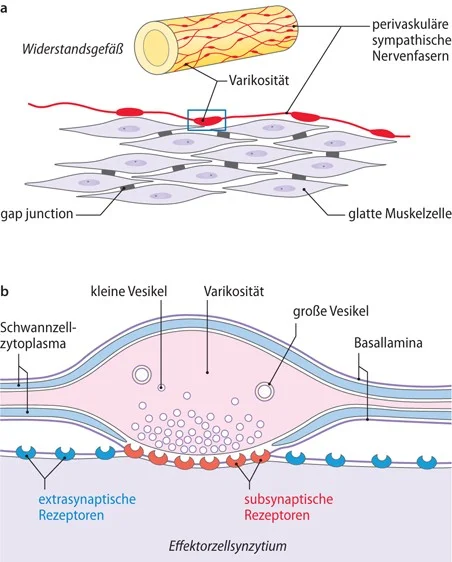 a
Widerstandsgefäß
perivaskuläre
sympathische
Nervenfasern
Varikosität
gap junction
glatte Muskelzelle
b
kleine Vesikel
Varikosität
große Vesikel
Schwannzell-
zytoplasma
Basallamina
extrasynaptische
Rezeptoren
subsynaptische
Rezeptoren
Effektorzellsynzytium